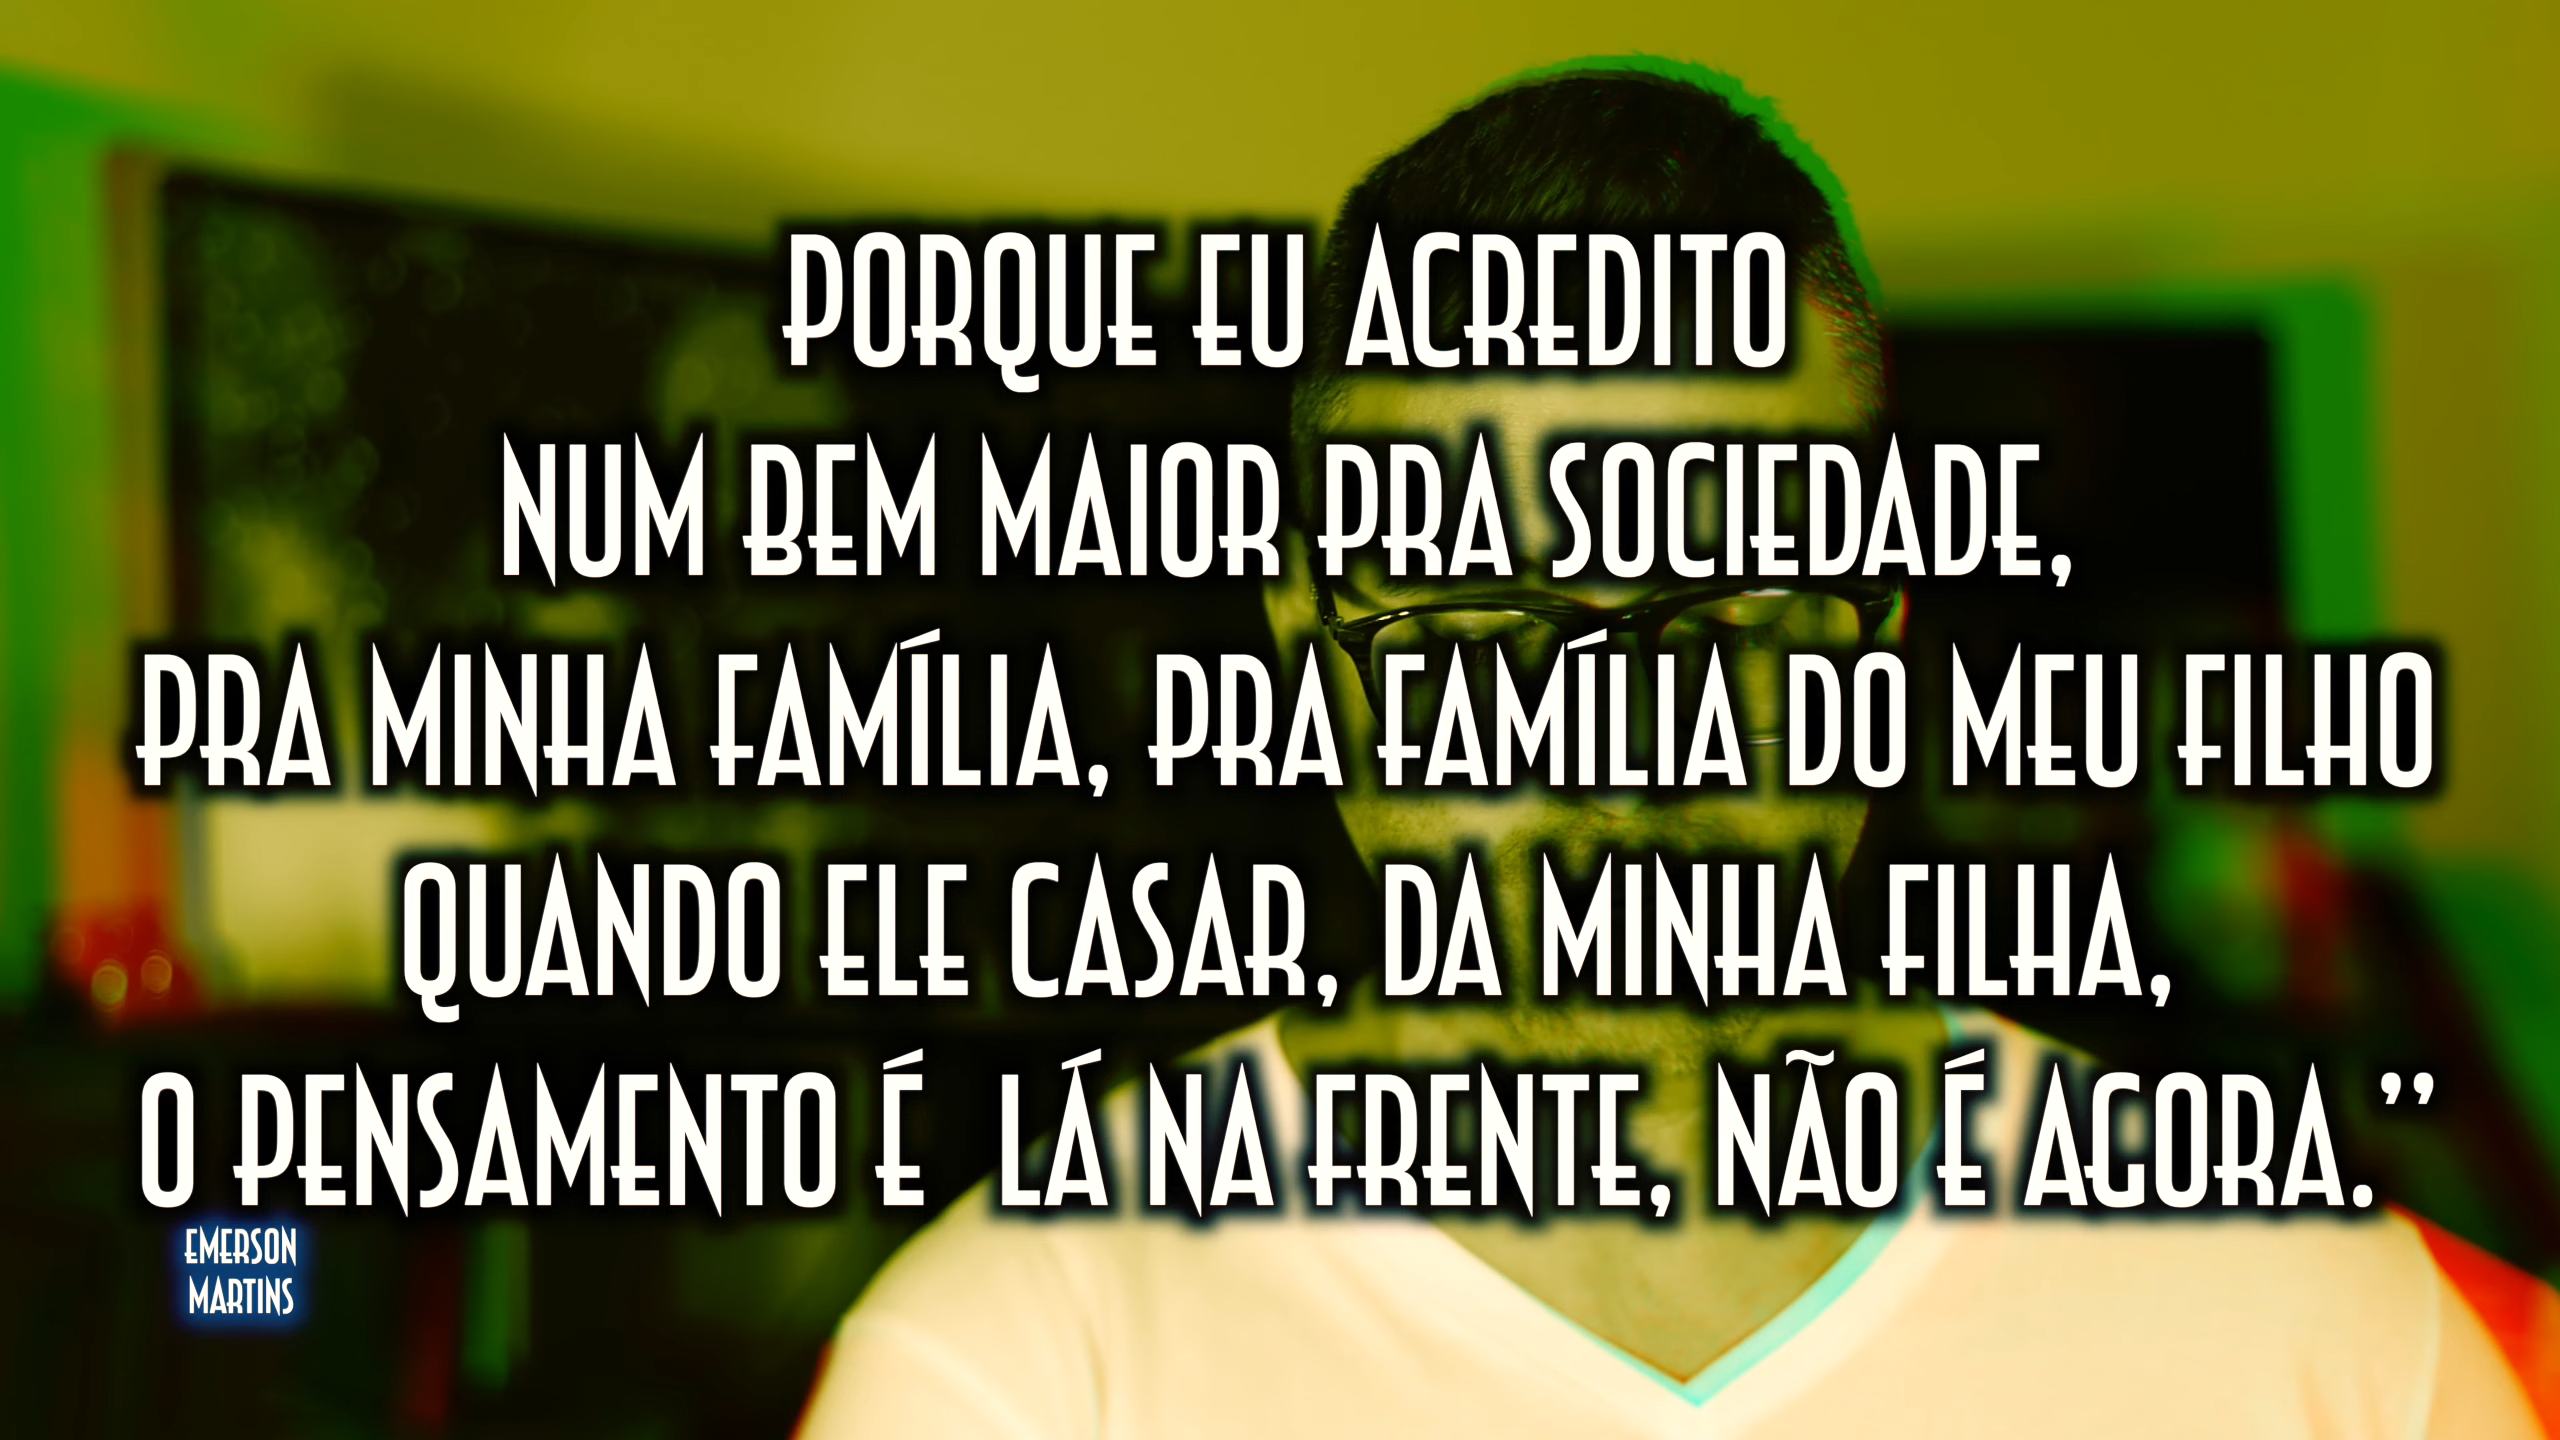 PORQUE EU ACREDITO
NUM BEM MAIOR PRA SOCIEDADE,
PRA MINHA FAMÍLIA, PRA FAMÍLIA DO MEU FILHO
QUANDO ELE CASAR, DA MINHA FILHA,
O PENSAMENTO É  LÁ NA FRENTE, NÃO É AGORA.”
EMERSON
MARTINS